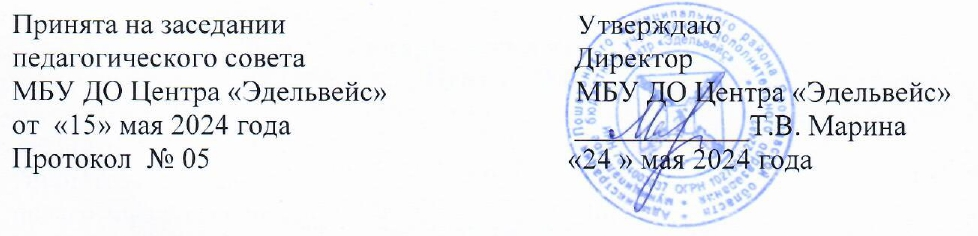 Принята на заседании
педагогического совета
МБУ ДО Центра «Эдельвейс»
от «15» мая 2024 года
Протокол № 05
Утверждаю
Директор
МБУ ДО Центра «Эдельвейс»
____________Т.В. Марина
«24 » мая 2024 года